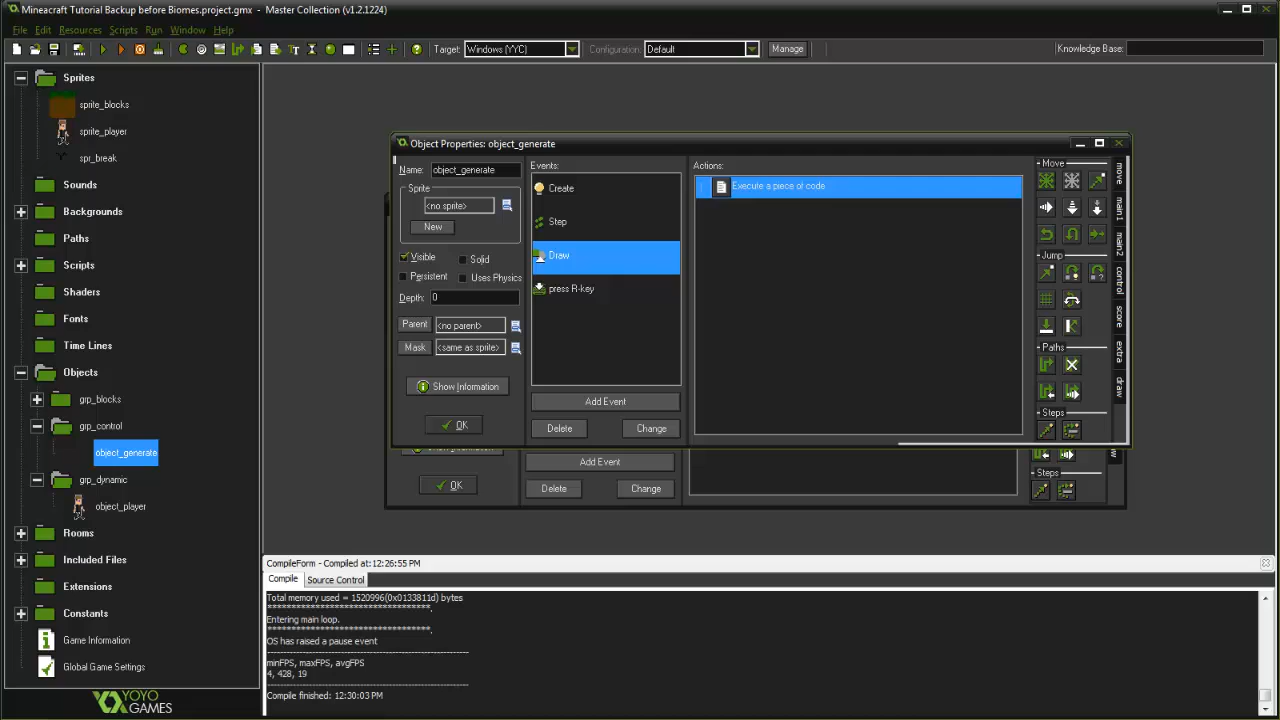 Mineacraft Tutorial Backup before Biomes.project.gmx - Master Collection (v1.2.1224)
File Edit Resources Scripts Run Window Help
Target: Windows (YYC) Configuration: Default Manage Knowledge Base:
Sprites
sprite_blocks
sprite_player
spr_break
Sounds
Backgrounds
Paths
Scripts
Shaders
Fonts
Time Lines
Objects
grp_blocks
grp_control
object_generate
grp_dynamic
object_player
Rooms
Included Files
Extensions
Constants
Game Information
Global Game Settings
YOYO
GAMES
Object Properties: object_generate
Name: object_generate
Sprite
<no sprite>
New
Visible Solid
Persistent Uses Physics
Depth: 0
Parent <no parent>
Mask <same as sprite>
Show Information
OK
Events:
Create
Step
Draw
press R-key
Add Event
Delete Change
Actions:
Execute a piece of code
Move
Jump
Paths
Steps
move
main1
main2
control
score
extra
draw
Show Information
OK
Add Event
Delete Change
Steps
CompileForm - Compiled at:12:26:55 PM
Compile Source Control
Total memory used = 1520996(0x0133811d) bytes
***********************************.
Entering main loop.
***********************************.
OS has raised a pause event
--------------------------------------------------
minFPS, maxFPS, avgFPS
4, 428, 19
--------------------------------------------------
Compile finished: 12:30:03 PM